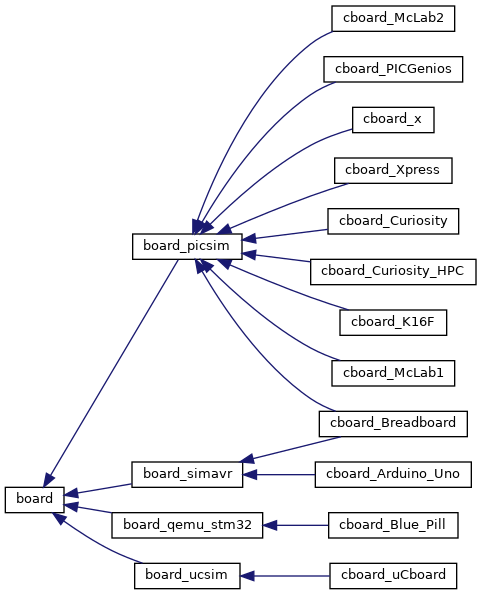 cboard_McLab2
cboard_PICGenios
cboard_x
cboard_Xpress
cboard_Curiosity
board_picsim
cboard_Curiosity_HPC
cboard_K16F
cboard_McLab1
cboard_Breadboard
board_simavr
cboard_Arduino_Uno
board
board_qemu_stm32
cboard_Blue_Pill
board_ucsim
cboard_uCboard